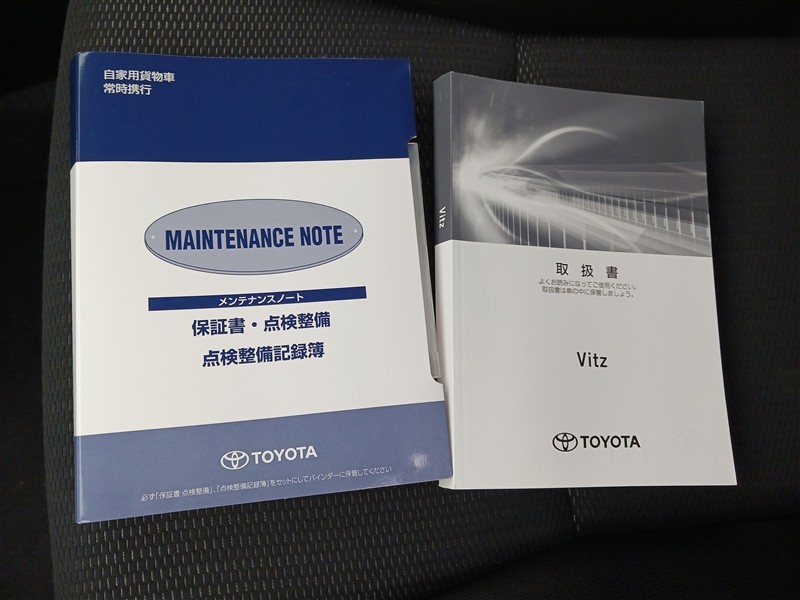 自家用貨物車
常時携行
MAINTENANCE NOTE
メンテナンスノート
保証書・点検整備
点検整備記録簿
TOYOTA
必ず「保証書・点検整備」、「点検整備記録簿」をセットにしてバインダーに保管してください
Vitz
取扱書
よくお読みになってご使用ください。
取扱書は車の中に保管しましょう。
Vitz
TOYOTA